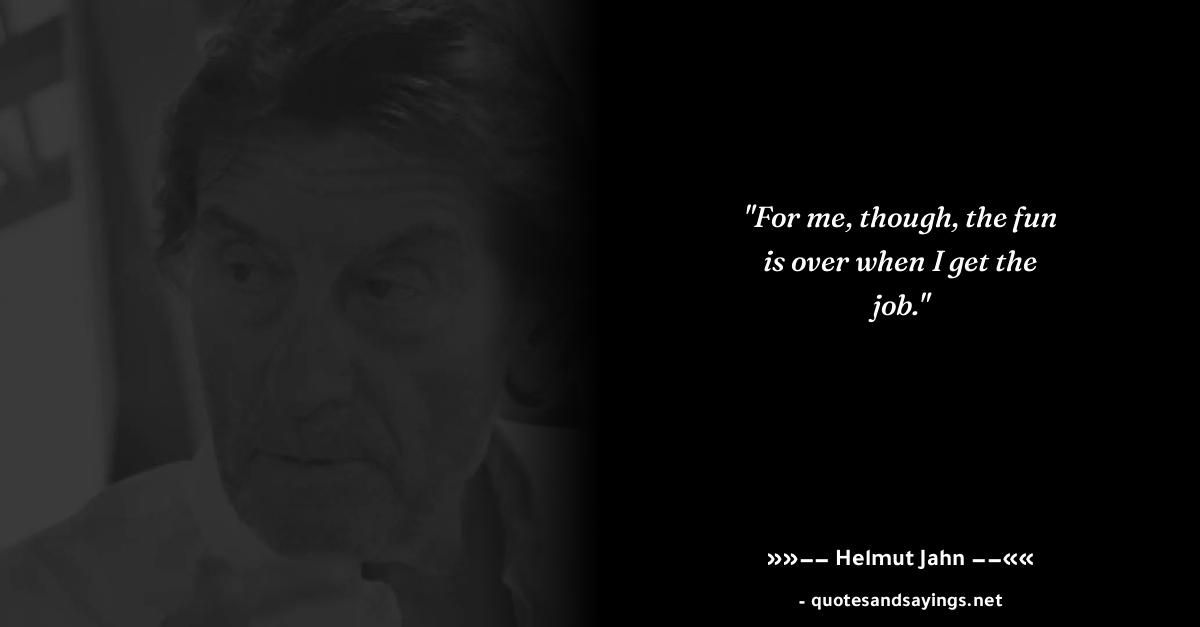 "For me, though, the fun
is over when I get the
job."
»»−− Helmut Jahn −−««
- quotesandsayings.net